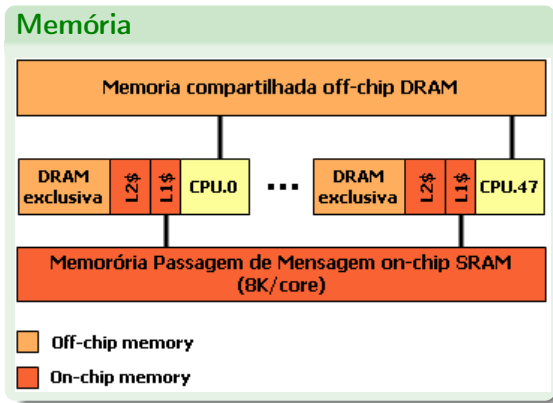 Memória
Memoria compartilhada off-chip DRAM
DRAM exclusiva L2$ L1$ CPU.0 ... DRAM exclusiva L2$ L1$ CPU.47
Memorória Passagem de Mensagem on-chip SRAM
(8K/core)
Off-chip memory
On-chip memory